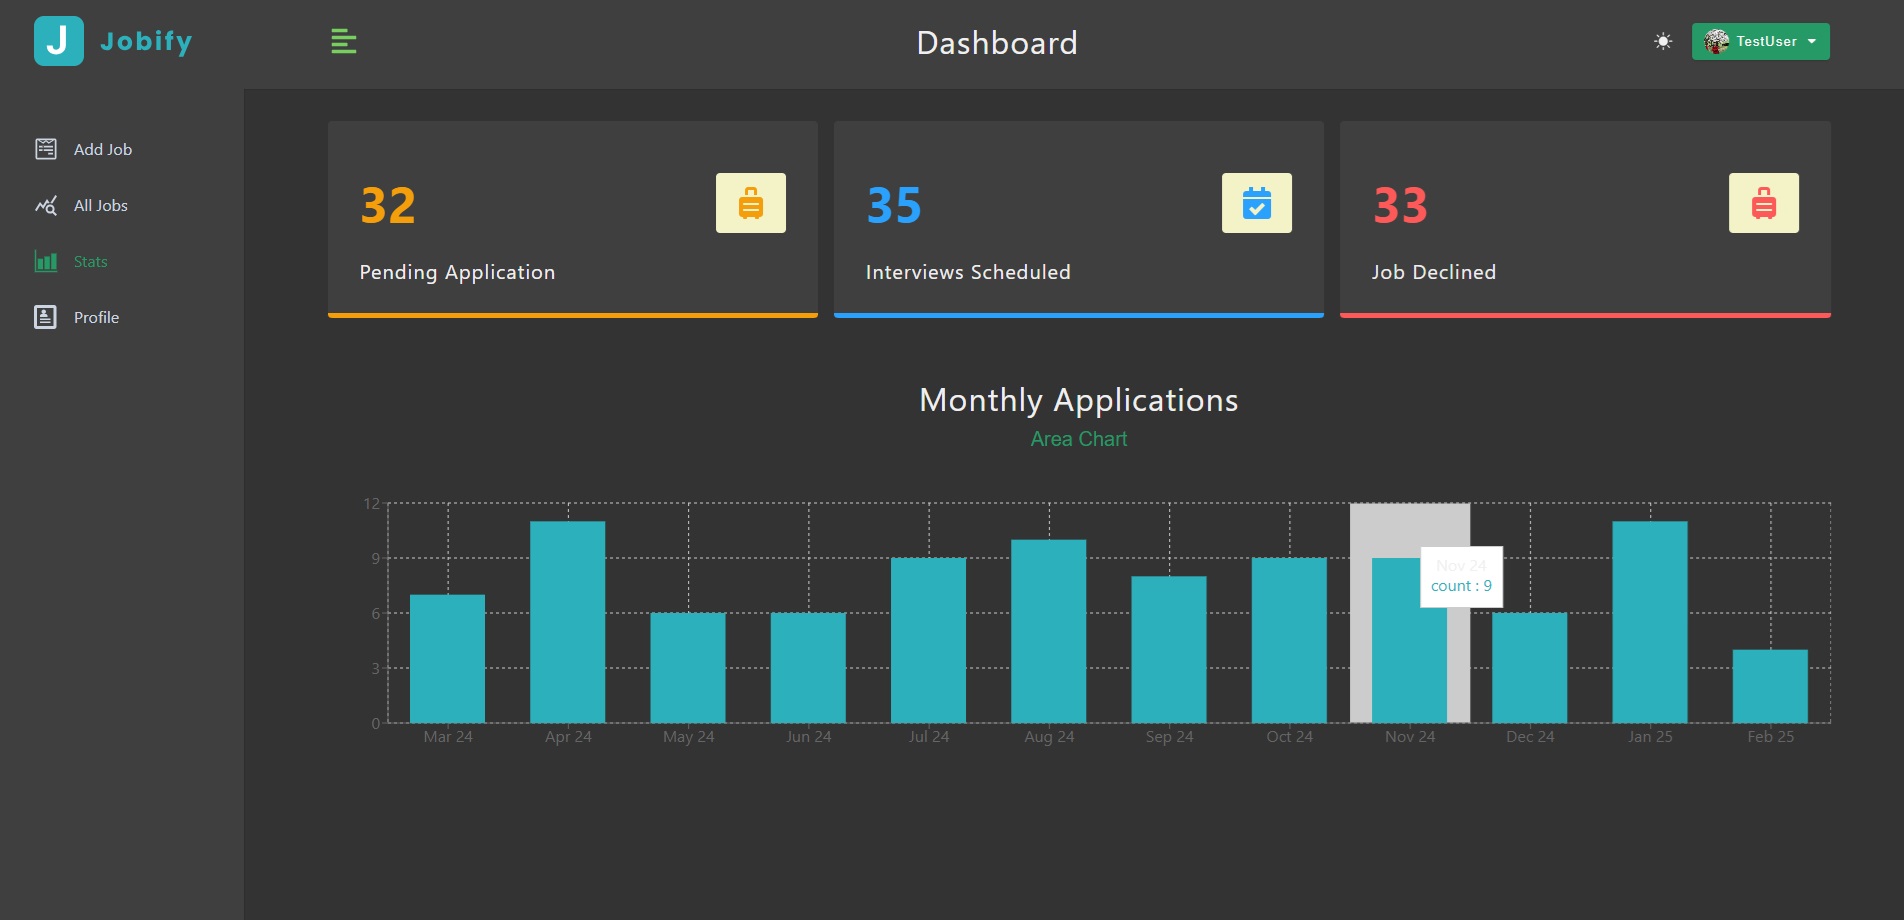 J Jobify
Dashboard
TestUser
Add Job
All Jobs
Stats
Profile
32
Pending Application
35
Interviews Scheduled
33
Job Declined
Monthly Applications
Area Chart
12
9
6
3
0
Nov 24
count : 9
Mar 24 Apr 24 May 24 Jun 24 Jul 24 Aug 24 Sep 24 Oct 24 Nov 24 Dec 24 Jan 25 Feb 25